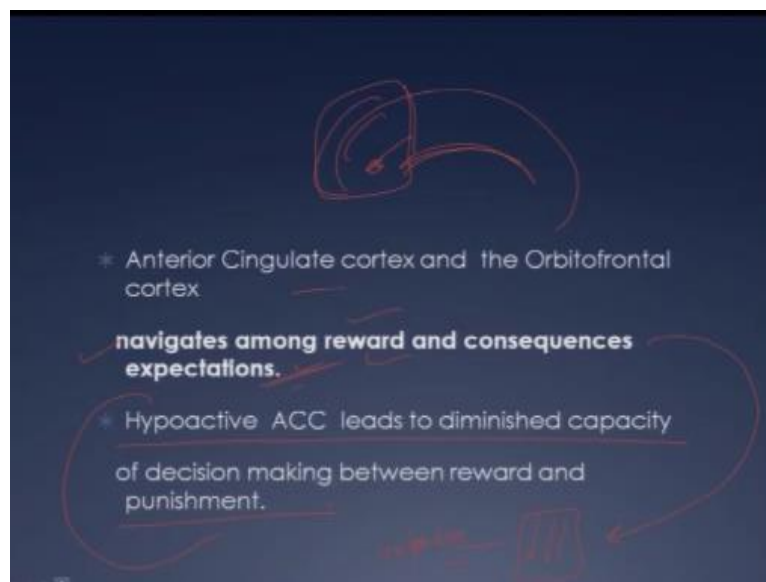 * Anterior Cingulate cortex and the Orbitofrontal
cortex
navigates among reward and consequences
expectations.
* Hypoactive ACC leads to diminished capacity
of decision making between reward and
punishment.